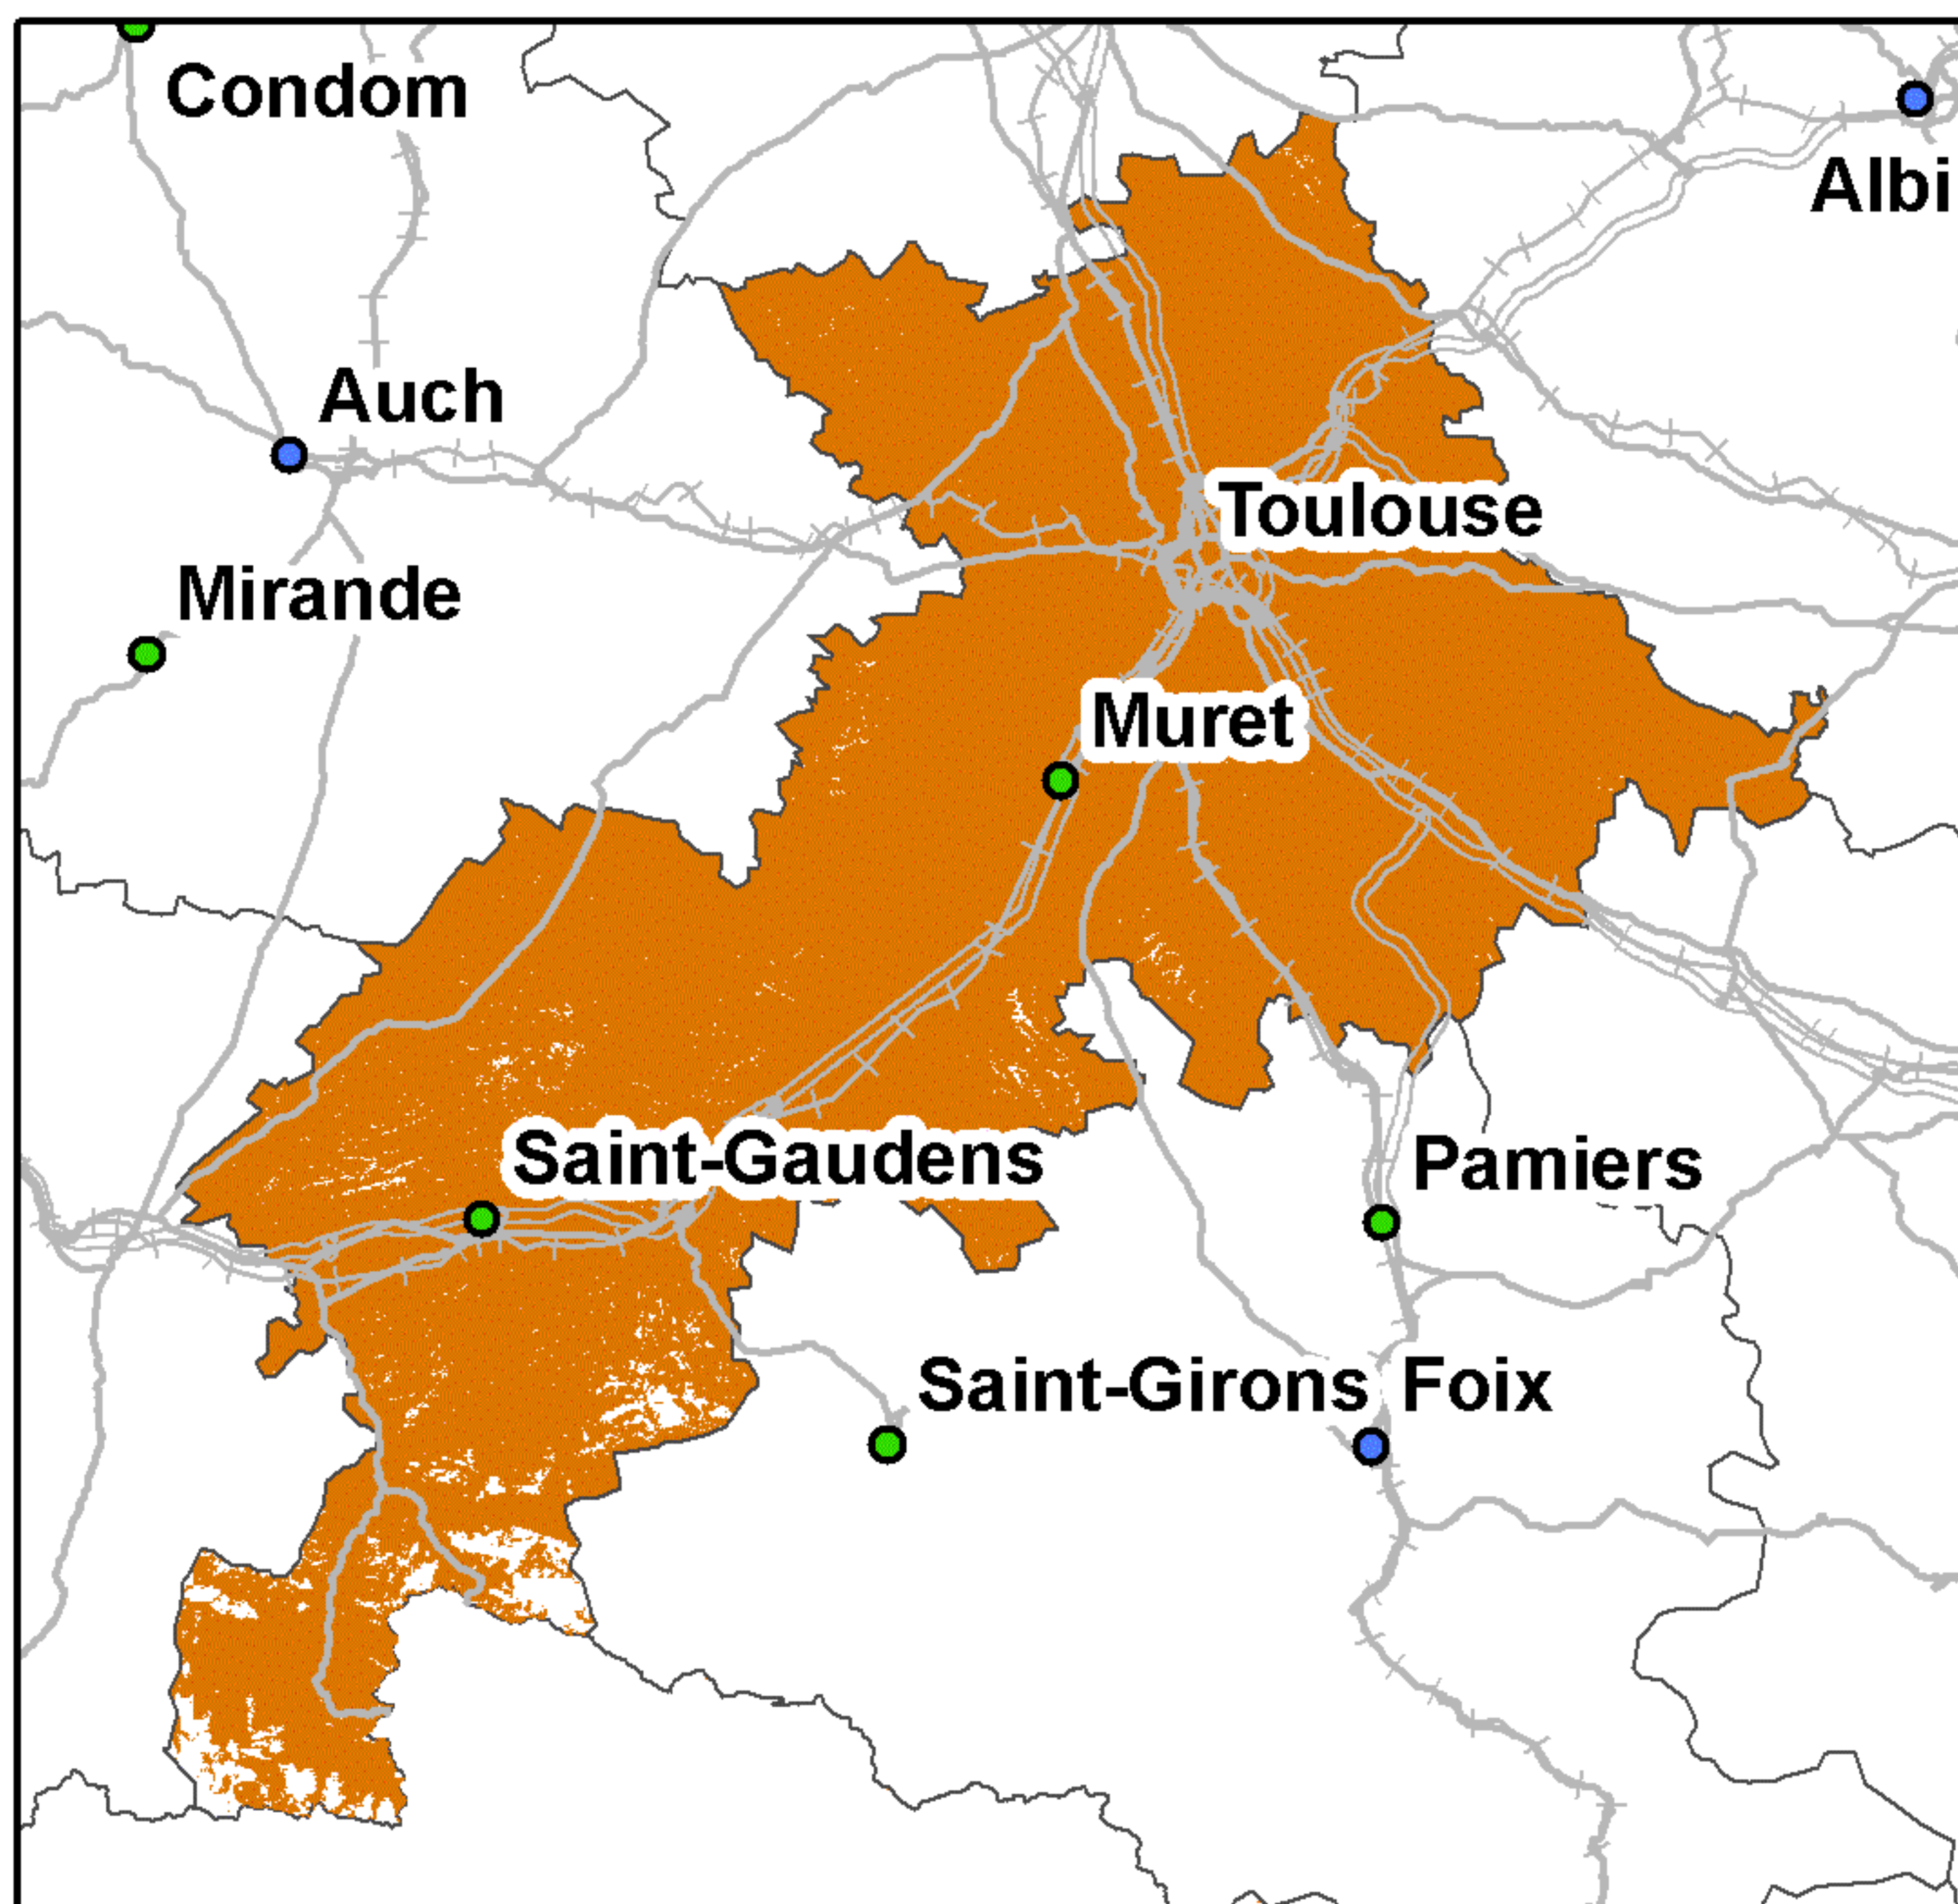 Condom
Albi
Auch
Toulouse
Mirande
Muret
Saint-Gaudens
Pamiers
Saint-Girons
Foix